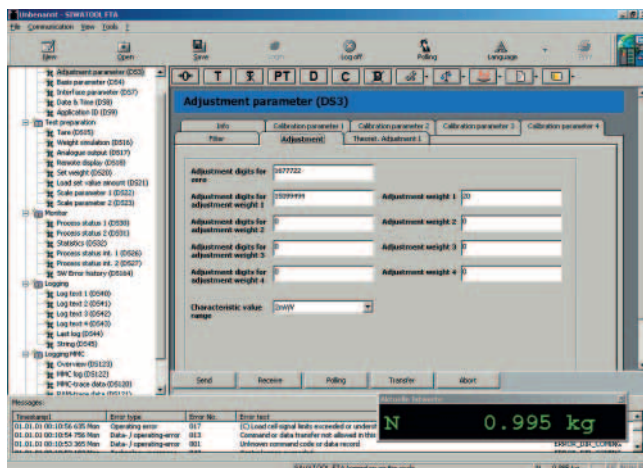 Unbenannt - SIWATOOL FTA
File Communication View Tools ?
New Open Save Log off Polling Language
T PT D C
Adjustment parameter (DS3)
Basis parameter (DS4)
Interface parameter (DS7)
Date & Time (DS8)
Application ID (DS9)
Test preparation
Tare (DS15)
Weight simulation (DS16)
Analogue output (DS17)
Remote display (DS18)
Set weight (DS20)
Load set value amount (DS21)
Scale parameter 1 (DS22)
Scale parameter 2 (DS23)
Monitor
Process status 1 (DS30)
Process status 2 (DS31)
Statistics (DS32)
Process status int. 1 (DS26)
Process status int. 2 (DS27)
SW Error history (DS184)
Logging
Log text 1 (DS40)
Log text 2 (DS41)
Log text 3 (DS42)
Log text 4 (DS43)
Last log (DS44)
String (DS45)
Logging MMC
Overview (DS123)
MMC log (DS122)
MMC-trace data (DS120)
Adjustment parameter (DS3)
Info Calibration parameter 1 Calibration parameter 2 Calibration parameter 3 Calibration parameter 4
Filter Adjustment Theoret. Adjustment 1
Adjustment digits for zero 1677722
Adjustment digits for adjustment weight 1 Adjustment weight 1 20
Adjustment digits for adjustment weight 2 0 Adjustment weight 2 0
Adjustment digits for adjustment weight 3 0 Adjustment weight 3 0
Adjustment digits for adjustment weight 4 0 Adjustment weight 4 0
Characteristic value range 2mV/V
Send Receive Polling Transfer Abort
Messages:
Timestamp1 Error type Error No. Error text
01.01.01 00:10:56 635 Mon Operating error 017 (C) Load cell signal limits exceeded or
01.01.01 00:10:54 756 Mon Data- / operating-error 013 Command or data transfer not allowed in this
01.01.01 00:10:53 365 Mon Data- / operating-error 001 Unknown command code or data record
N 0.995 kg